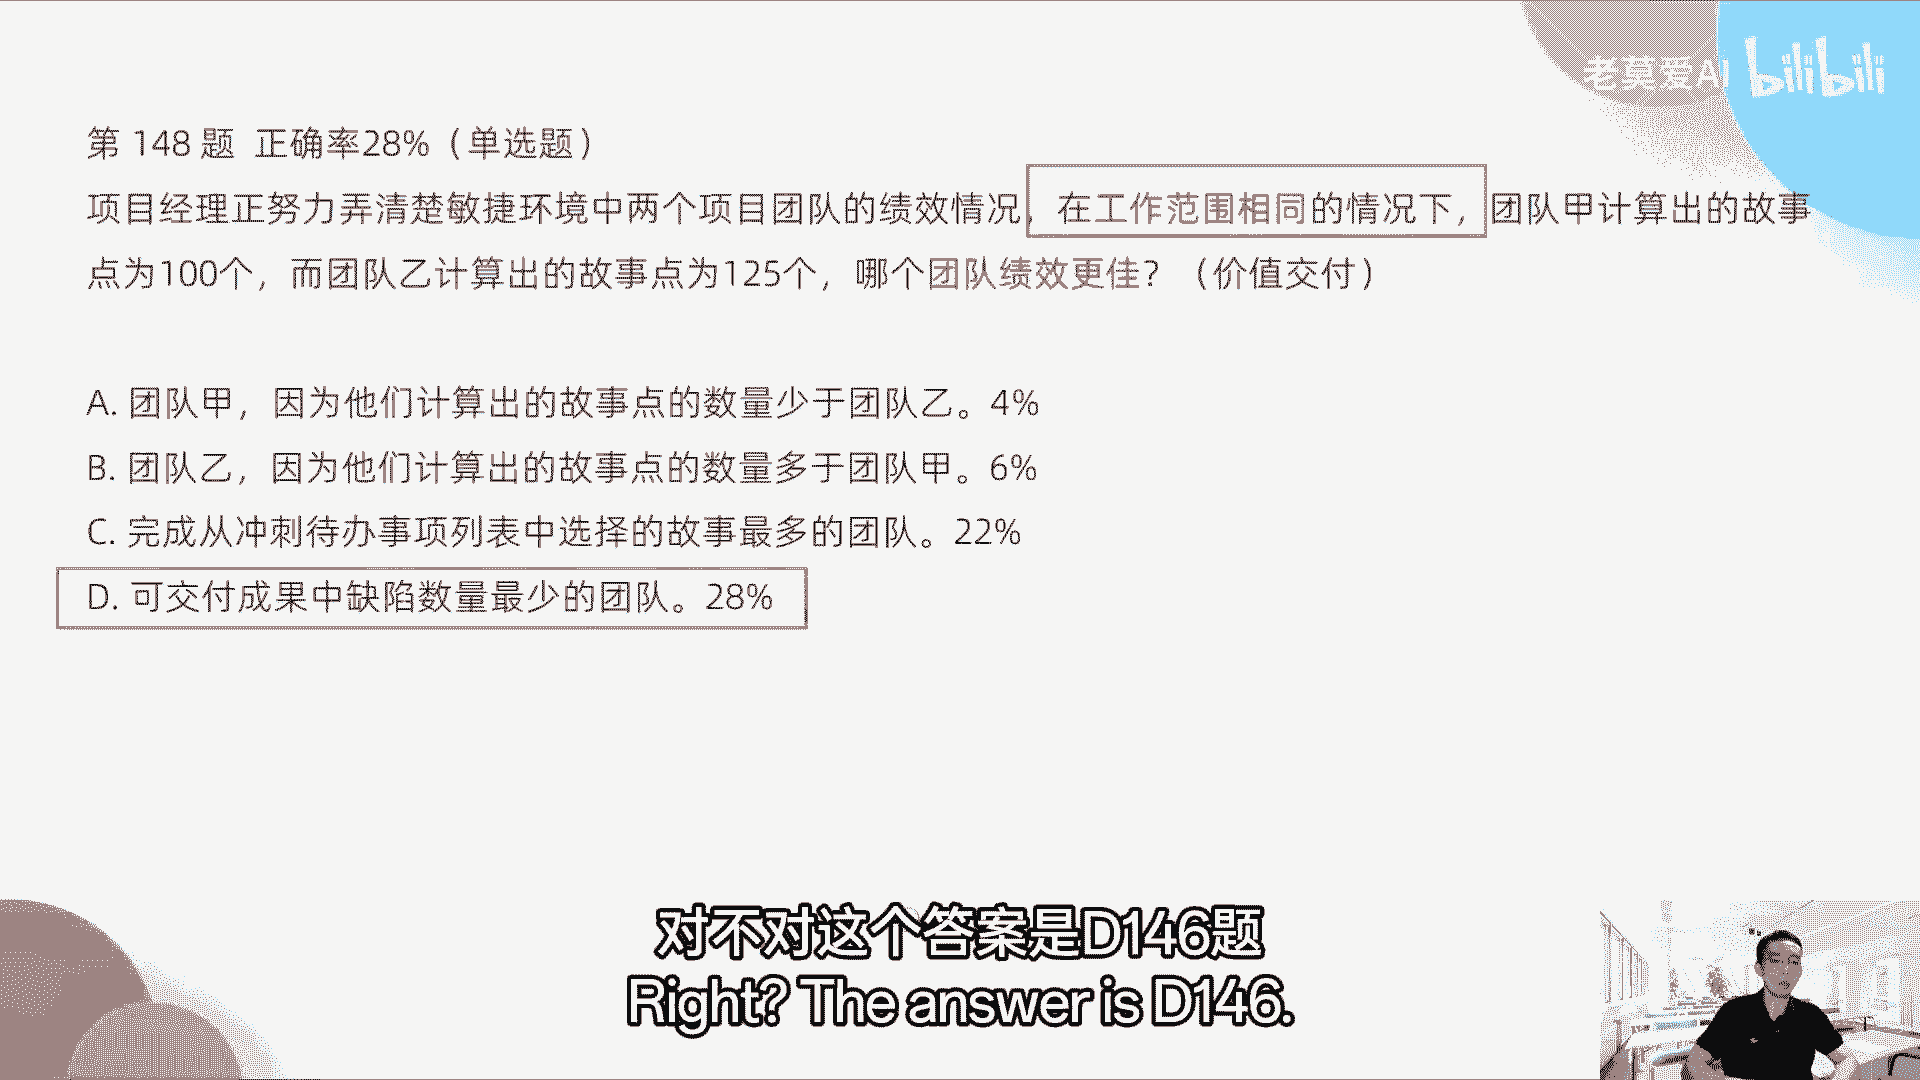 老莫爱AI bilibili
第 148 题 正确率28%（单选题）
项目经理正努力弄清楚敏捷环境中两个项目团队的绩效情况，在工作范围相同的情况下，团队甲计算出的故事
点为100个，而团队乙计算出的故事点为125个，哪个团队绩效更佳？（价值交付）
A. 团队甲，因为他们计算出的故事点的数量少于团队乙。4%
B. 团队乙，因为他们计算出的故事点的数量多于团队甲。6%
C. 完成从冲刺待办事项列表中选择的故事最多的团队。22%
D. 可交付成果中缺陷数量最少的团队。28%
对不对这个答案是D146题
Right? The answer is D146.